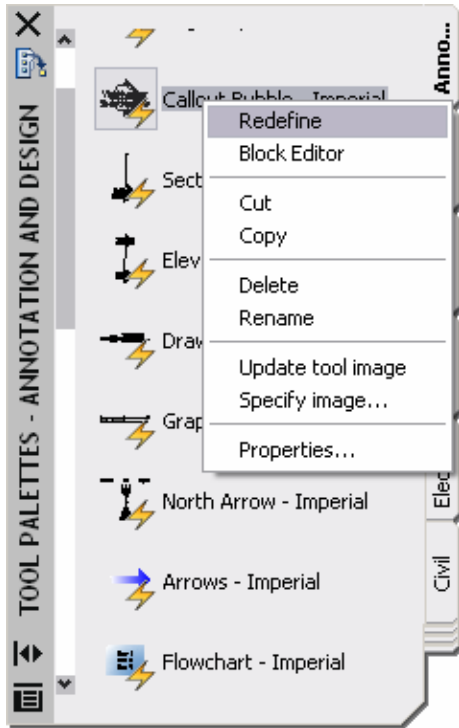 TOOL PALETTES - ANNOTATION AND DESIGN
Anno...
Callout Bubble - Imperial
Redefine
Block Editor
Sect
Cut
Copy
Elev
Delete
Rename
Draw
Update tool image
Specify image...
Grap
Properties...
Elec
North Arrow - Imperial
Arrows - Imperial
Civil
Flowchart - Imperial